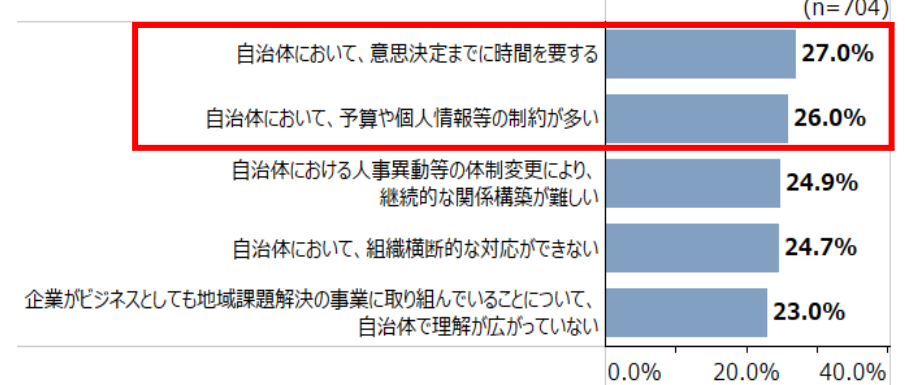 (n=704)
自治体において、意思決定までに時間を要する
27.0%
自治体において、予算や個人情報等の制約が多い
26.0%
自治体における人事異動等の体制変更により、
継続的な関係構築が難しい
24.9%
自治体において、組織横断的な対応ができない
24.7%
企業がビジネスとしても地域課題解決の事業に取り組んでいることについて、
自治体で理解が広がっていない
23.0%
0.0% 20.0% 40.0%